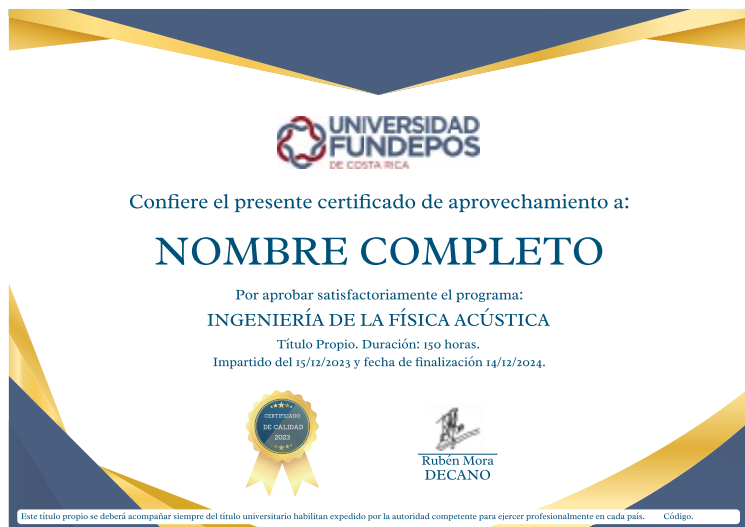 UNIVERSIDAD
FUNDEPOS
DE COSTA RICA
Confiere el presente certificado de aprovechamiento a:
NOMBRE COMPLETO
Por aprobar satisfactoriamente el programa:
INGENIERÍA DE LA FÍSICA ACÚSTICA
Título Propio. Duración: 150 horas.
Impartido del 15/12/2023 y fecha de finalización 14/12/2024.
CERTIFICADO
DE CALIDAD
2023
Rubén Mora
DECANO
Este título propio se deberá acompañar siempre del título universitario habilitan expedido por la autoridad competente para ejercer profesionalmente en cada país. Código.